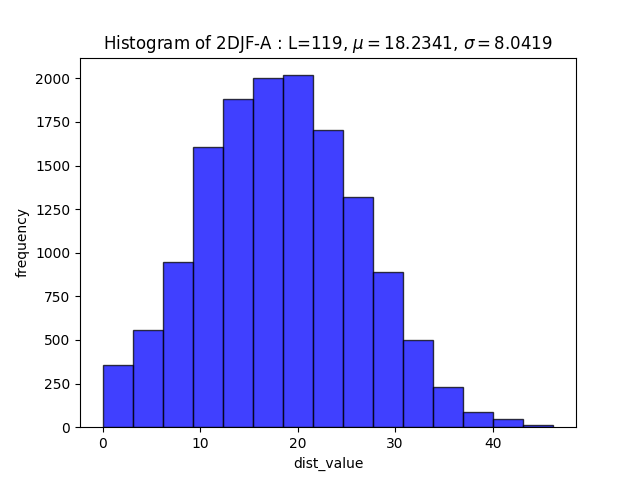 Histogram of 2DJF-A : L=119, μ = 18.2341, σ = 8.0419
2000
1750
1500
1250
1000
750
500
250
0
frequency
0 10 20 30 40
dist_value